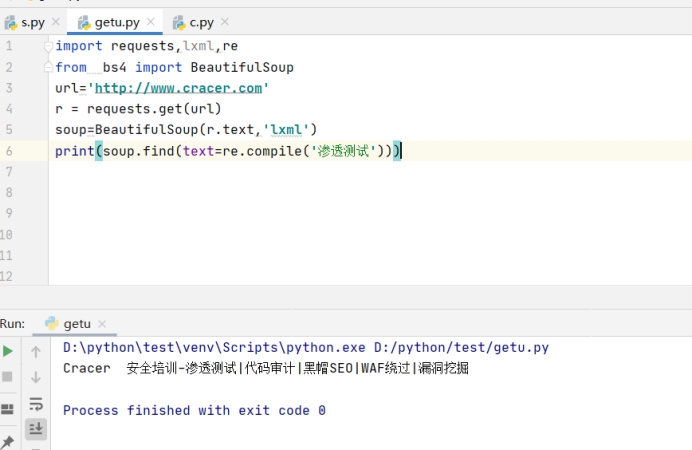 s.py
getu.py
c.py
1 import requests,lxml,re
2 from bs4 import BeautifulSoup
3 url='http://www.cracer.com'
4 r = requests.get(url)
5 soup=BeautifulSoup(r.text,'lxml')
6 print(soup.find(text=re.compile('渗透测试')))
7
8
9
10
11
12
Run: getu
D:\python\test\venv\Scripts\python.exe D:/python/test/getu.py
Cracer 安全培训-渗透测试|代码审计|黑帽SEO|WAF绕过|漏洞挖掘
Process finished with exit code 0